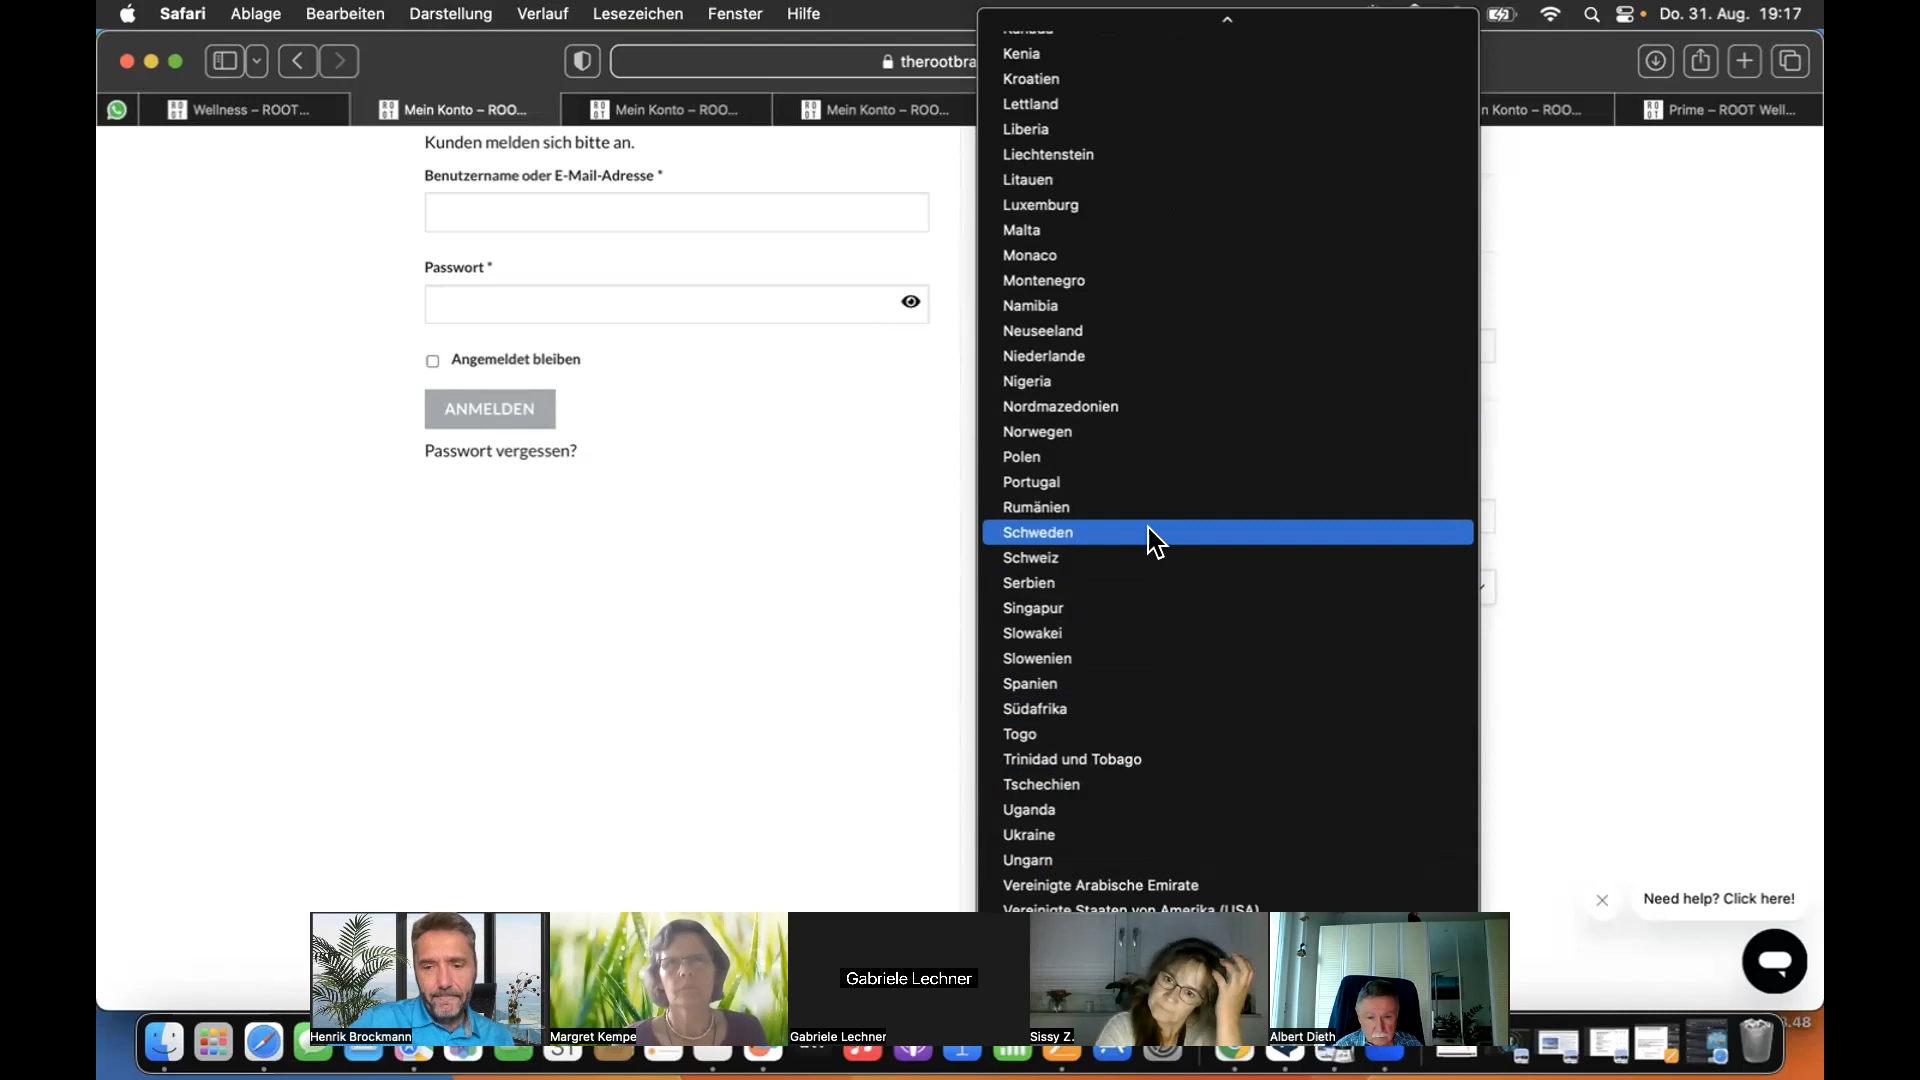 Safari Ablage Bearbeiten Darstellung Verlauf Lesezeichen Fenster Hilfe
Do. 31. Aug. 19:17
therootbra
Wellness – ROOT...
Mein Konto – ROO...
Mein Konto – ROO...
Mein Konto – ROO...
n Konto – ROO...
Prime – ROOT Well...
Kunden melden sich bitte an.
Benutzername oder E-Mail-Adresse *
Passwort *
Angemeldet bleiben
ANMELDEN
Passwort vergessen?
Kenia
Kroatien
Lettland
Liberia
Liechtenstein
Litauen
Luxemburg
Malta
Monaco
Montenegro
Namibia
Neuseeland
Niederlande
Nigeria
Nordmazedonien
Norwegen
Polen
Portugal
Rumänien
Schweden
Schweiz
Serbien
Singapur
Slowakei
Slowenien
Spanien
Südafrika
Togo
Trinidad und Tobago
Tschechien
Uganda
Ukraine
Ungarn
Vereinigte Arabische Emirate
Vereinigte Staaten von Amerika (USA)
Need help? Click here!
Gabriele Lechner
Henrik Brockmann
Margret Kempe
Gabriele Lechner
Sissy Z.
Albert Dieth